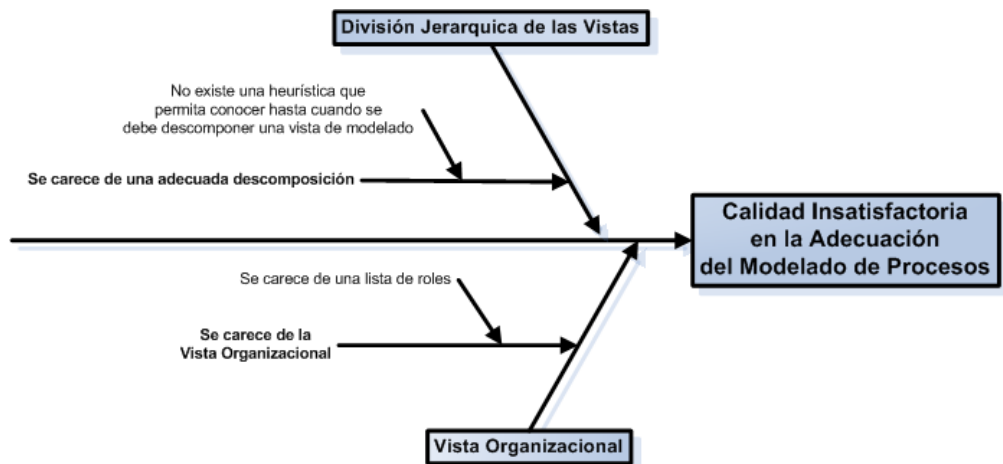 División Jerarquica de las Vistas
No existe una heurística que
permita conocer hasta cuando se
debe descomponer una vista de modelado
Se carece de una adecuada descomposición
Calidad Insatisfactoria
en la Adecuación
del Modelado de Procesos
Se carece de una lista de roles
Se carece de la
Vista Organizacional
Vista Organizacional